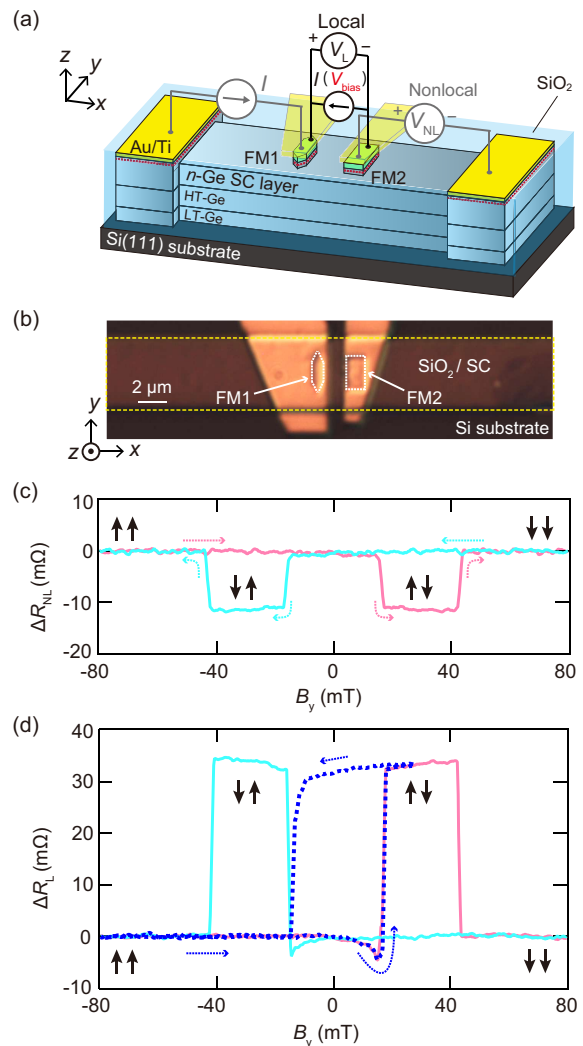 (a)
Local
+ V_L −
I (V_bias)
Nonlocal
z
y
x
I
+ V_NL −
SiO₂
Au/Ti
FM1
FM2
n-Ge SC layer
HT-Ge
LT-Ge
Si(111) substrate
(b)
SiO₂ / SC
2 μm
FM1
FM2
y
z
x
Si substrate
(c)
10
0
-10
-20
ΔR_NL (mΩ)
-80 -40 0 40 80
B_y (mT)
(d)
40
30
20
10
0
-10
ΔR_L (mΩ)
-80 -40 0 40 80
B_y (mT)